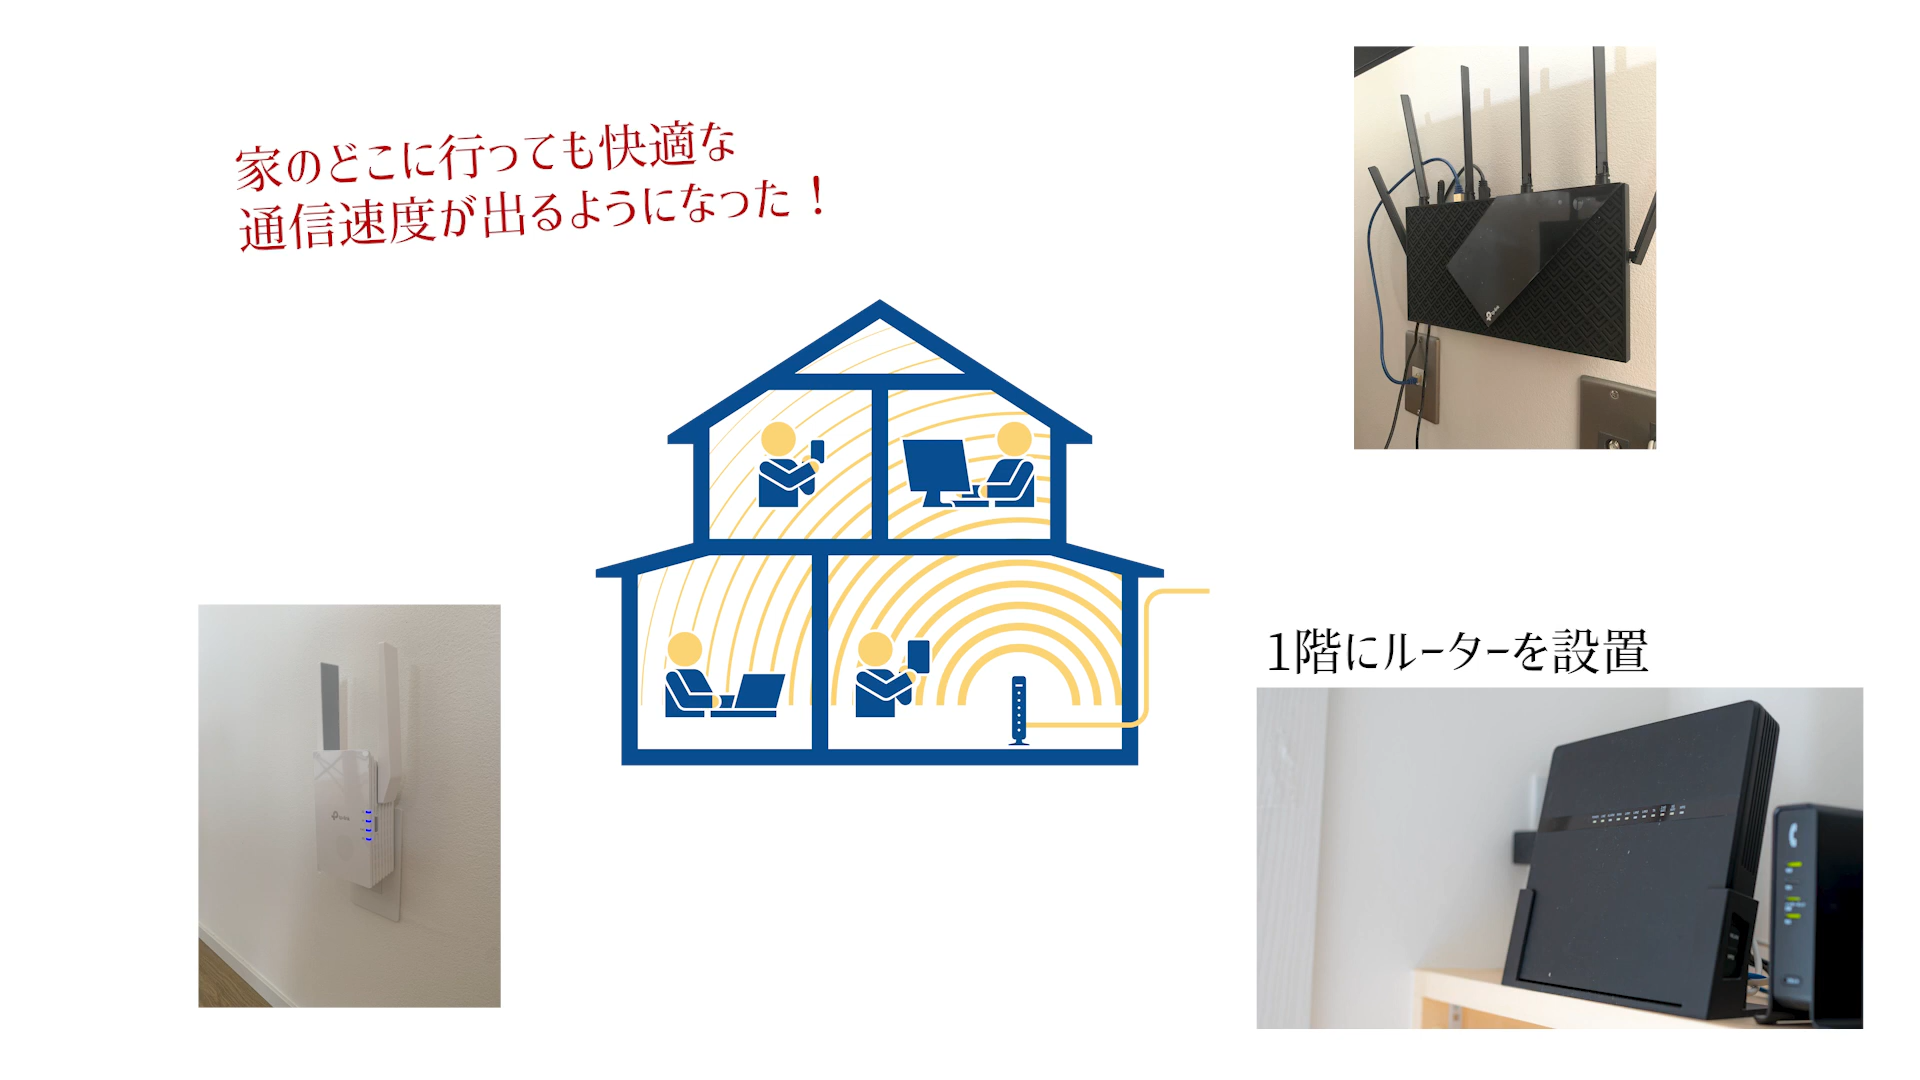 家のどこに行っても快適な
通信速度が出るようになった！
1階にルーターを設置